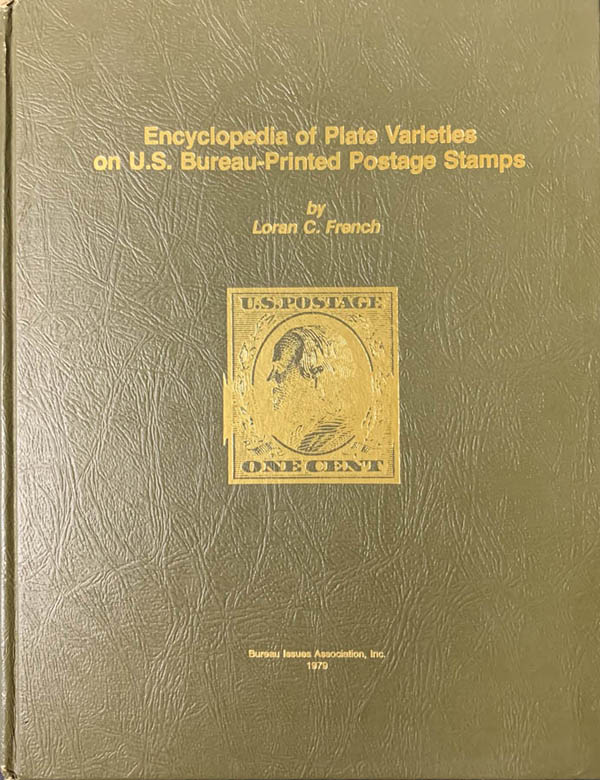 Encyclopedia of Plate Varieties
on U.S. Bureau-Printed Postage Stamps
by
Loran C. French
U.S.POSTAGE
ONE CENT
Bureau Issues Association, Inc.
1979